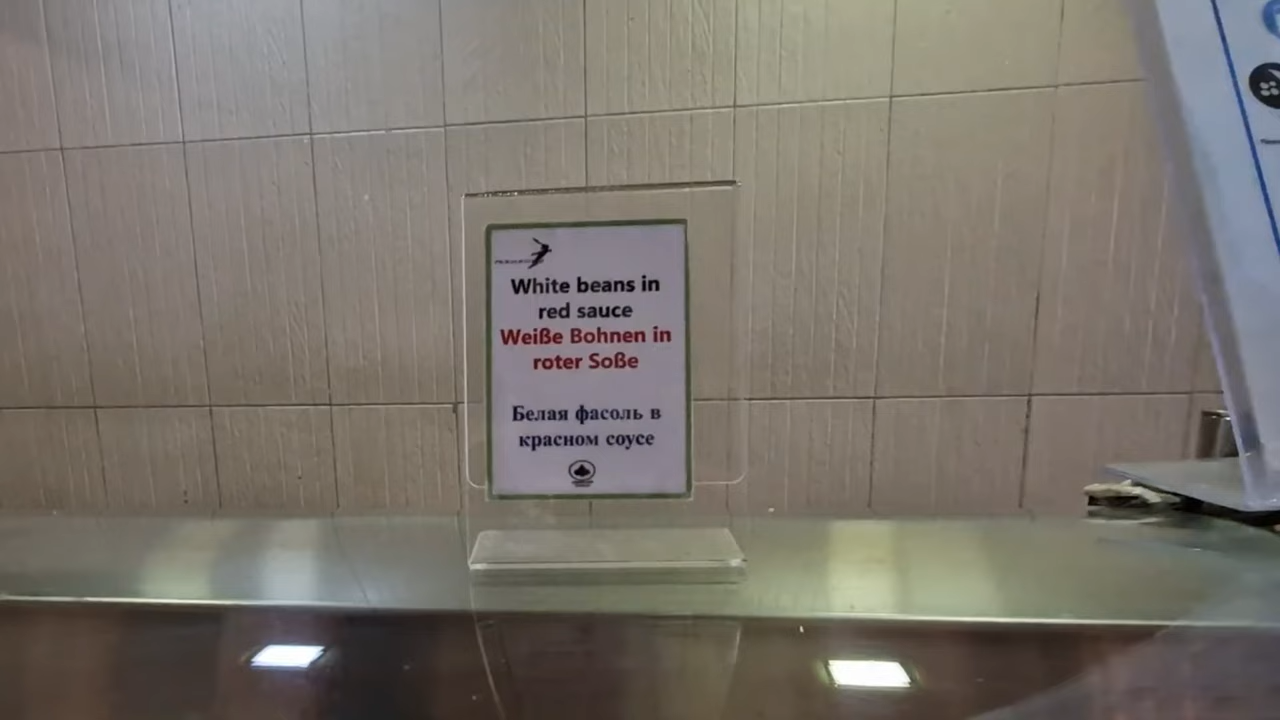 White beans in
red sauce
Weiße Bohnen in
roter Soße
Белая фасоль в
красном соусе